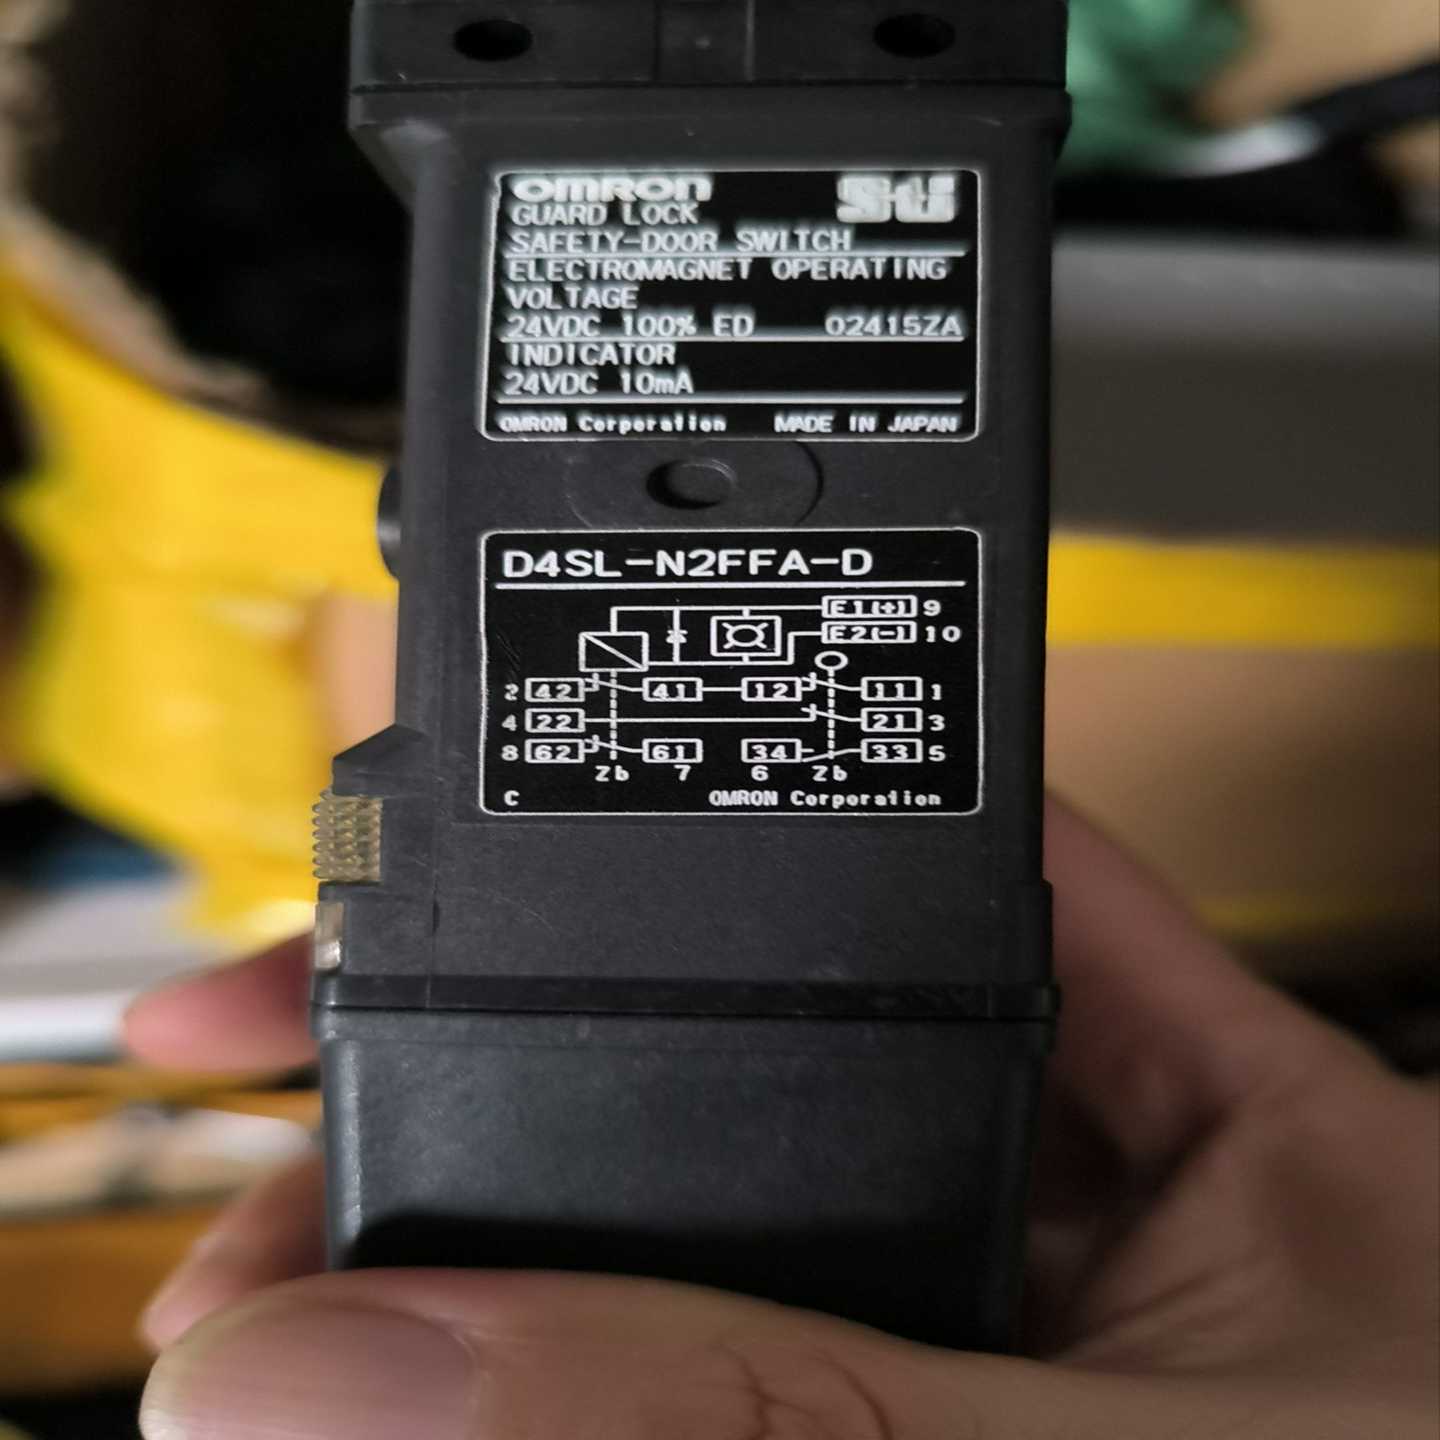 OMRON STI
GUARD LOCK
SAFETY-DOOR SWITCH
ELECTROMAGNET OPERATING
VOLTAGE
24VDC 100% ED 02415ZA
INDICATOR
24VDC 10mA
OMRON Corporation MADE IN JAPAN
D4SL-N2FFA-D
E1(+) 9
E2(-) 10
2 42 41 12 11 1
4 22 21 3
8 62 61 34 33 5
Zb 7 6 Zb
C OMRON Corporation